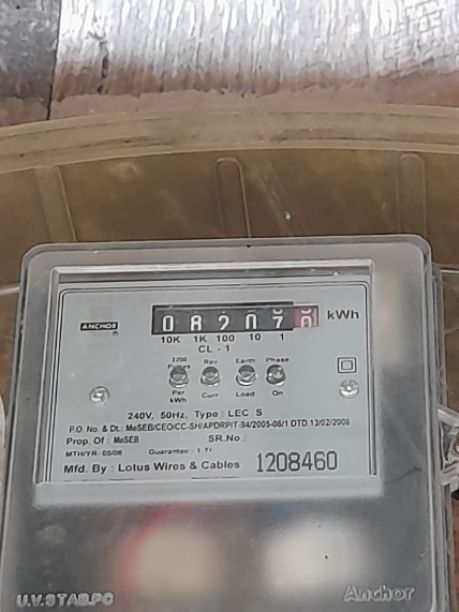 ANCHOR
®
0 8 2 0 7 0 kWh
10K 1K 100 10 1
CL - 1
3200 Pulses Per kWh
Rev Curr
Earth Load
Phase On
240V, 50Hz, Type : LEC S
P.O. No & Dt.: MeSEB/CEO/CC-SH/APDRP/T-94/2005-06/1 DTD.13/02/2006
Prop. Of : MeSEB SR.No.:
MTH/YR. 05/06 Guarantee : 1 Yr
Mfd. By : Lotus Wires & Cables 1208460
U.V.STAB.PC Anchor